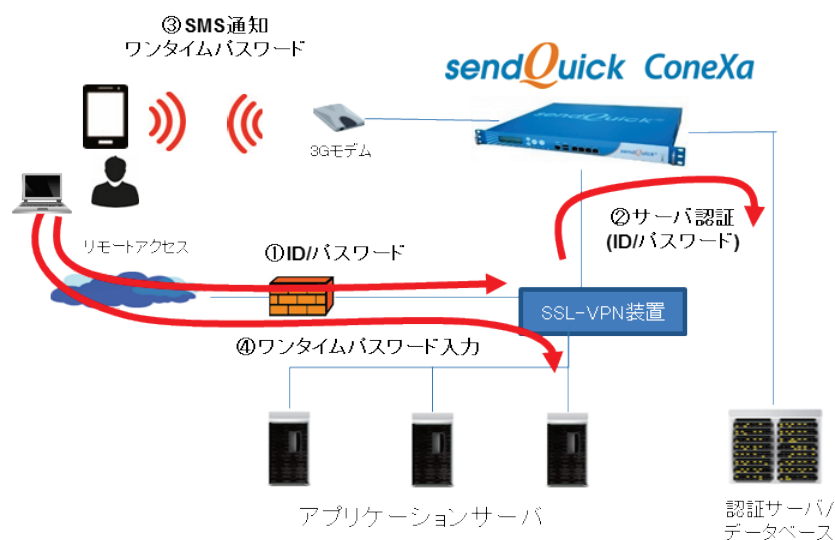 ③SMS通知
ワンタイムパスワード
sendQuick ConeXa
sendQuick
sendQuick
3Gモデム
リモートアクセス
①ID/パスワード
②サーバ認証
(ID/パスワード)
SSL-VPN装置
④ワンタイムパスワード入力
アプリケーションサーバ
認証サーバ/
データベース